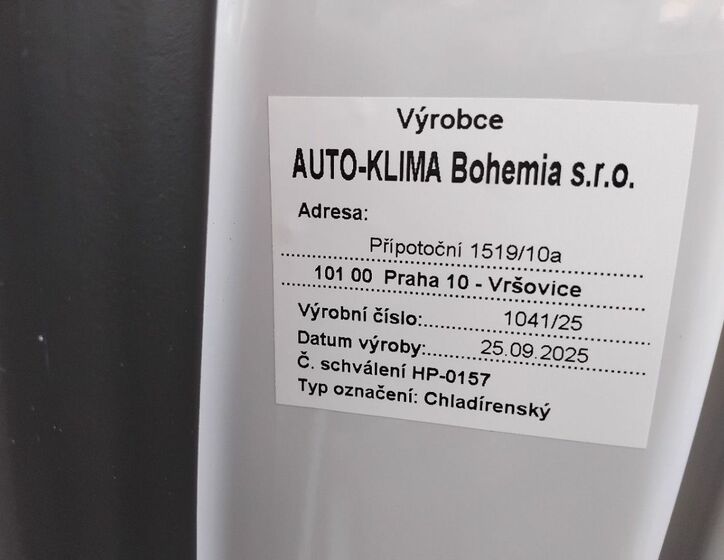 Výrobce
AUTO-KLIMA Bohemia s.r.o.
Adresa:
Přípotoční 1519/10a
101 00 Praha 10 - Vršovice
Výrobní číslo: 1041/25
Datum výroby: 25.09.2025
Č. schválení HP-0157
Typ označení: Chladírenský